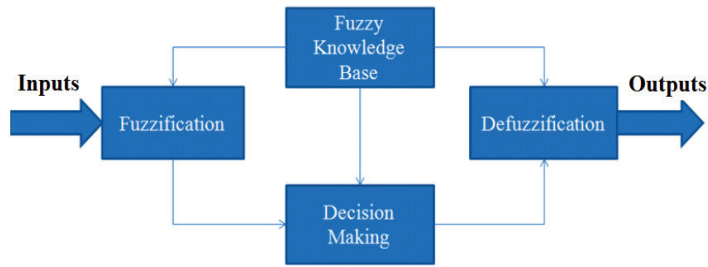 Fuzzy
Knowledge
Base
Inputs
Outputs
Fuzzification
Defuzzification
Decision
Making